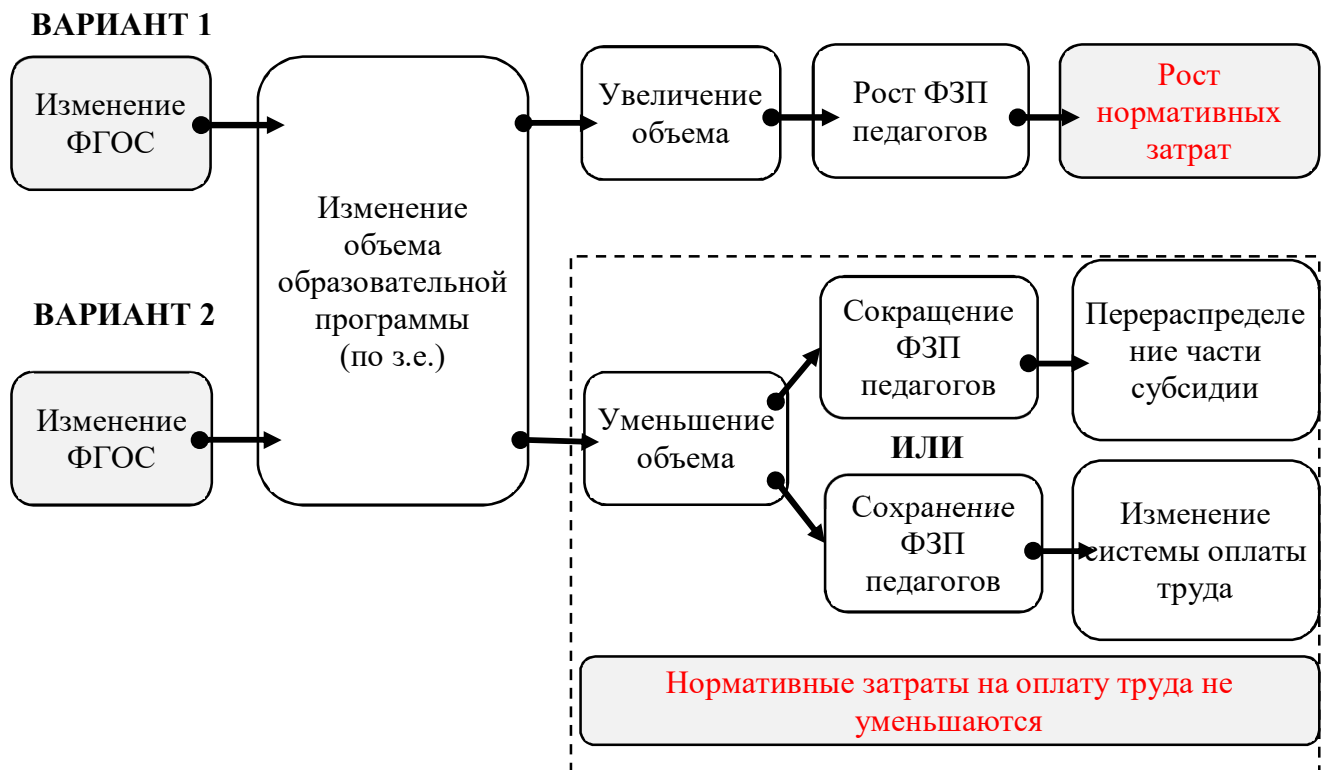 ВАРИАНТ 1
Изменение
ФГОС
Изменение
объема
образовательной
программы
(по з.е.)
Увеличение
объема
Рост ФЗП
педагогов
Рост
нормативных
затрат
ВАРИАНТ 2
Изменение
ФГОС
Уменьшение
объема
Сокращение
ФЗП
педагогов
Перераспределе
ние части
субсидии
ИЛИ
Сохранение
ФЗП
педагогов
Изменение
системы оплаты
труда
Нормативные затраты на оплату труда не
уменьшаются